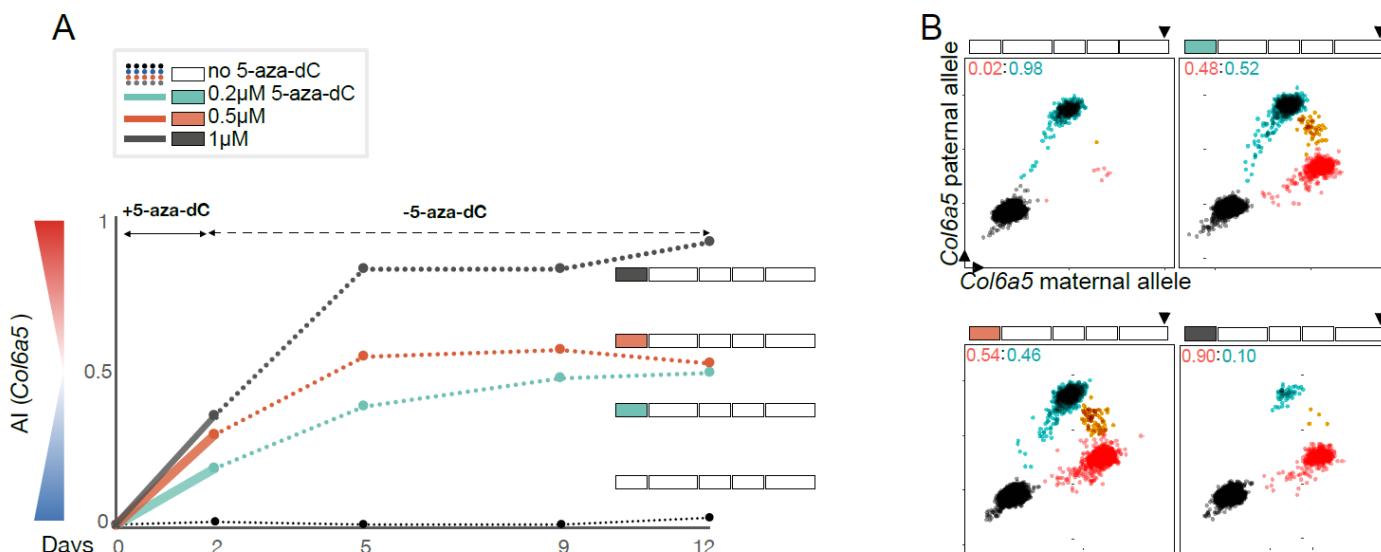 A
no 5-aza-dC
0.2µM 5-aza-dC
0.5µM
1µM
+5-aza-dC
-5-aza-dC
AI (Col6a5)
1
0.5
0
Days
0
2
5
9
12
B
0.02:0.98
0.48:0.52
Col6a5 paternal allele
Col6a5 maternal allele
0.54:0.46
0.90:0.10